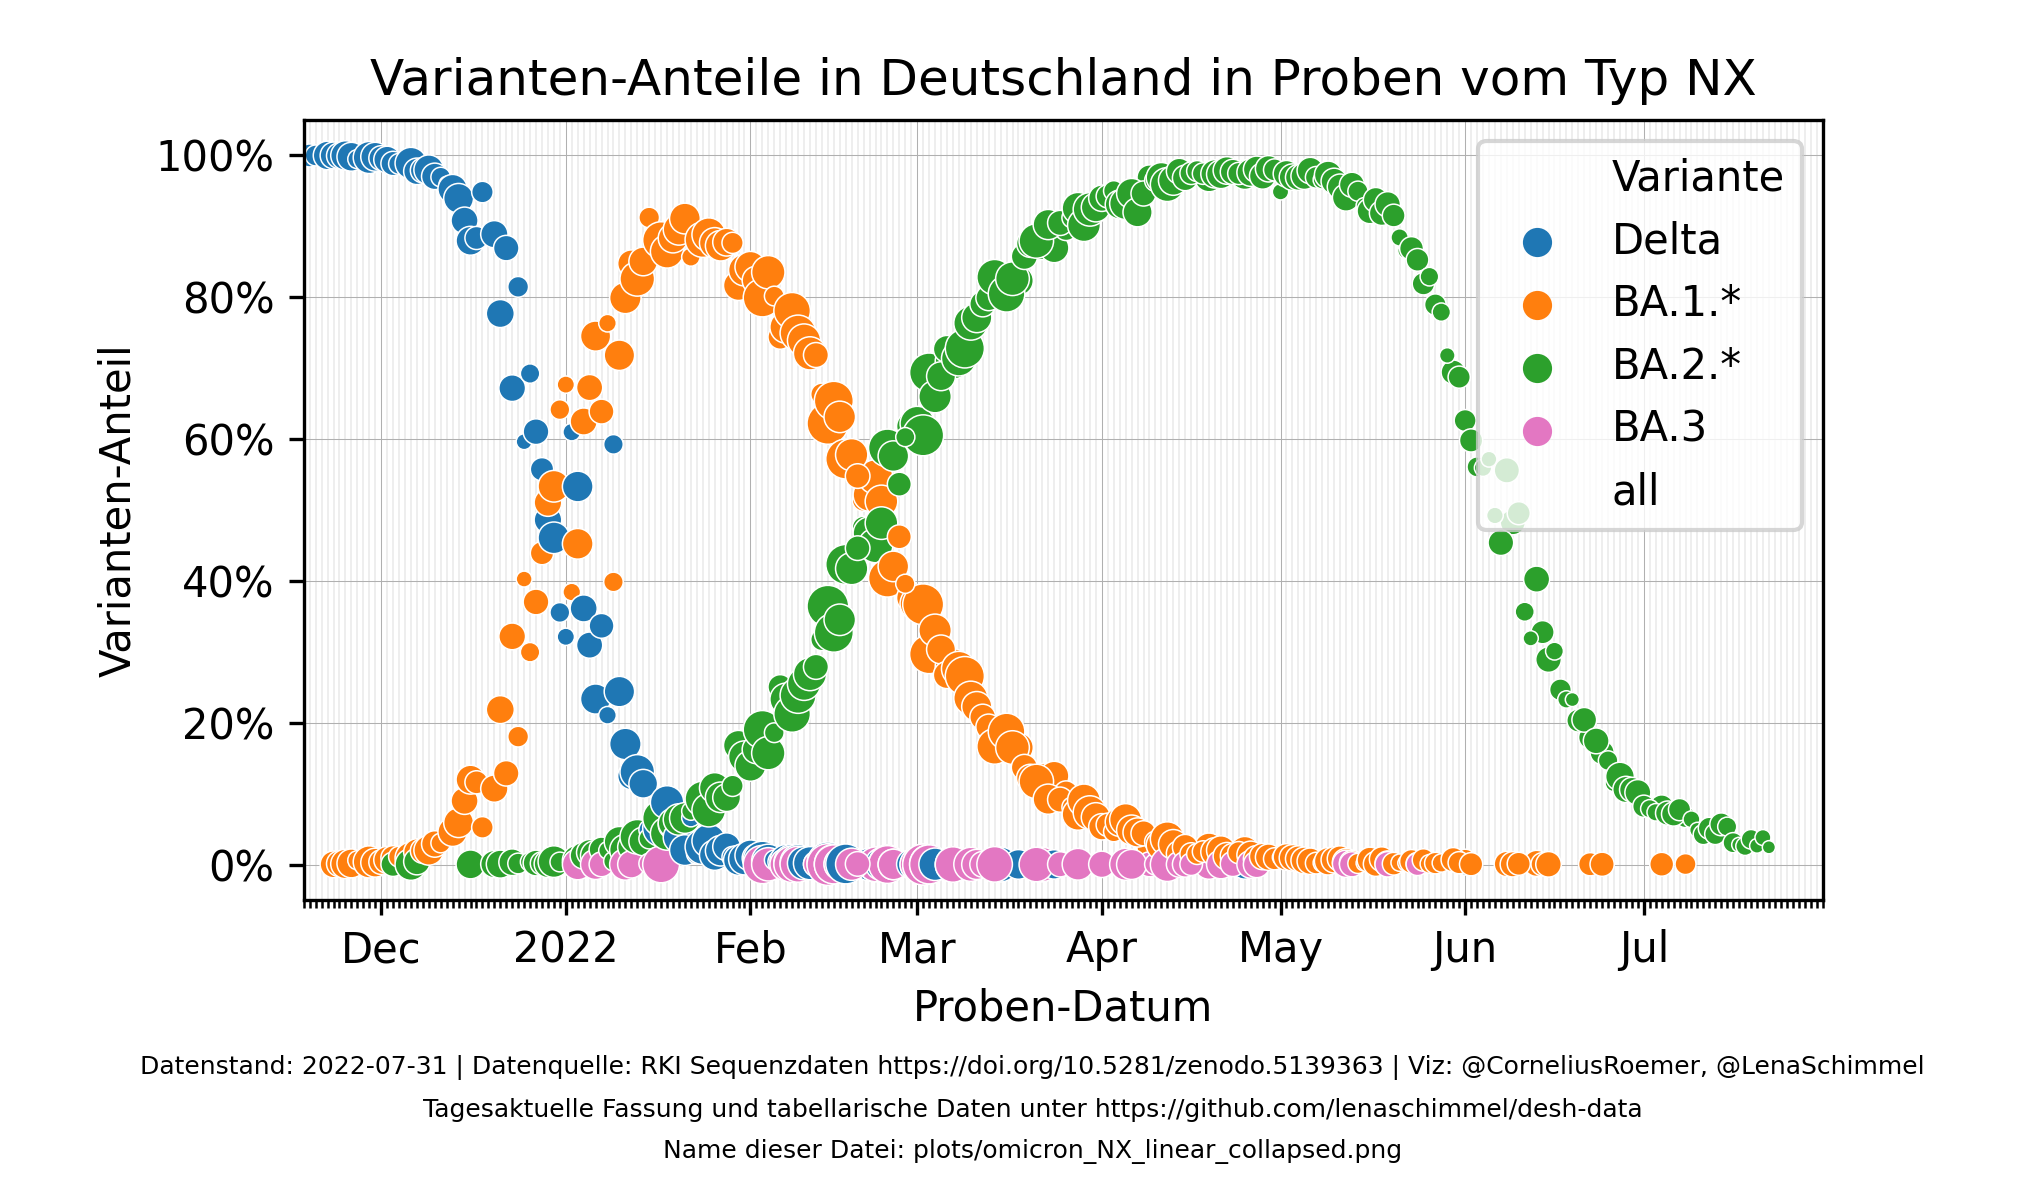 Varianten-Anteile in Deutschland in Proben vom Typ NX
Varianten-Anteil
100%
80%
60%
40%
20%
0%
Variante
Delta
BA.1.*
BA.2.*
BA.3
all
Dec 2022 Feb Mar Apr May Jun Jul
Proben-Datum
Datenstand: 2022-07-31 | Datenquelle: RKI Sequenzdaten https://doi.org/10.5281/zenodo.5139363 | Viz: @CorneliusRoemer, @LenaSchimmel
Tagesaktuelle Fassung und tabellarische Daten unter https://github.com/lenaschimmel/desh-data
Name dieser Datei: plots/omicron_NX_linear_collapsed.png